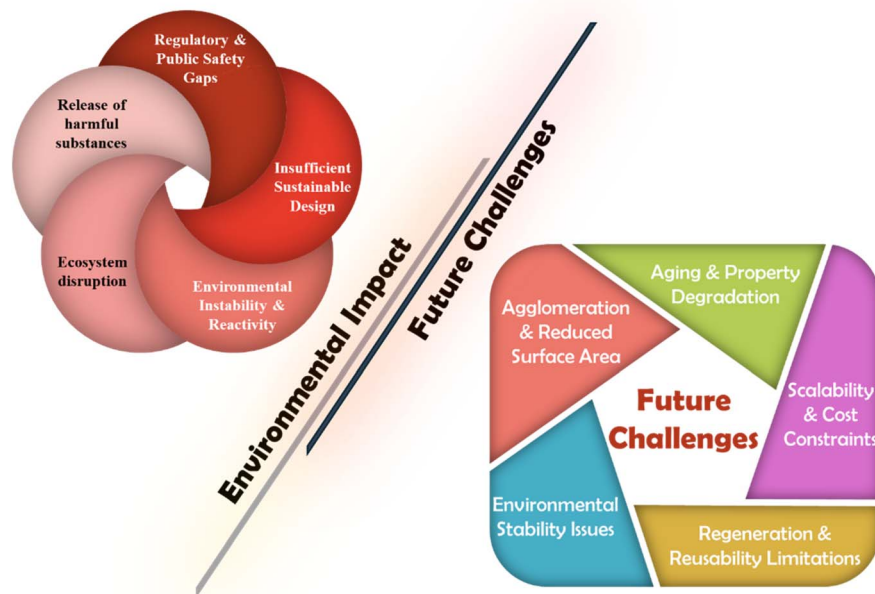 Regulatory &
Public Safety
Gaps
Release of
harmful
substances
Insufficient
Sustainable
Design
Ecosystem
disruption
Environmental
Instability &
Reactivity
Environmental Impact
Future Challenges
Agglomeration
& Reduced
Surface Area
Aging & Property
Degradation
Scalability
& Cost
Constraints
Future
Challenges
Environmental
Stability Issues
Regeneration &
Reusability Limitations